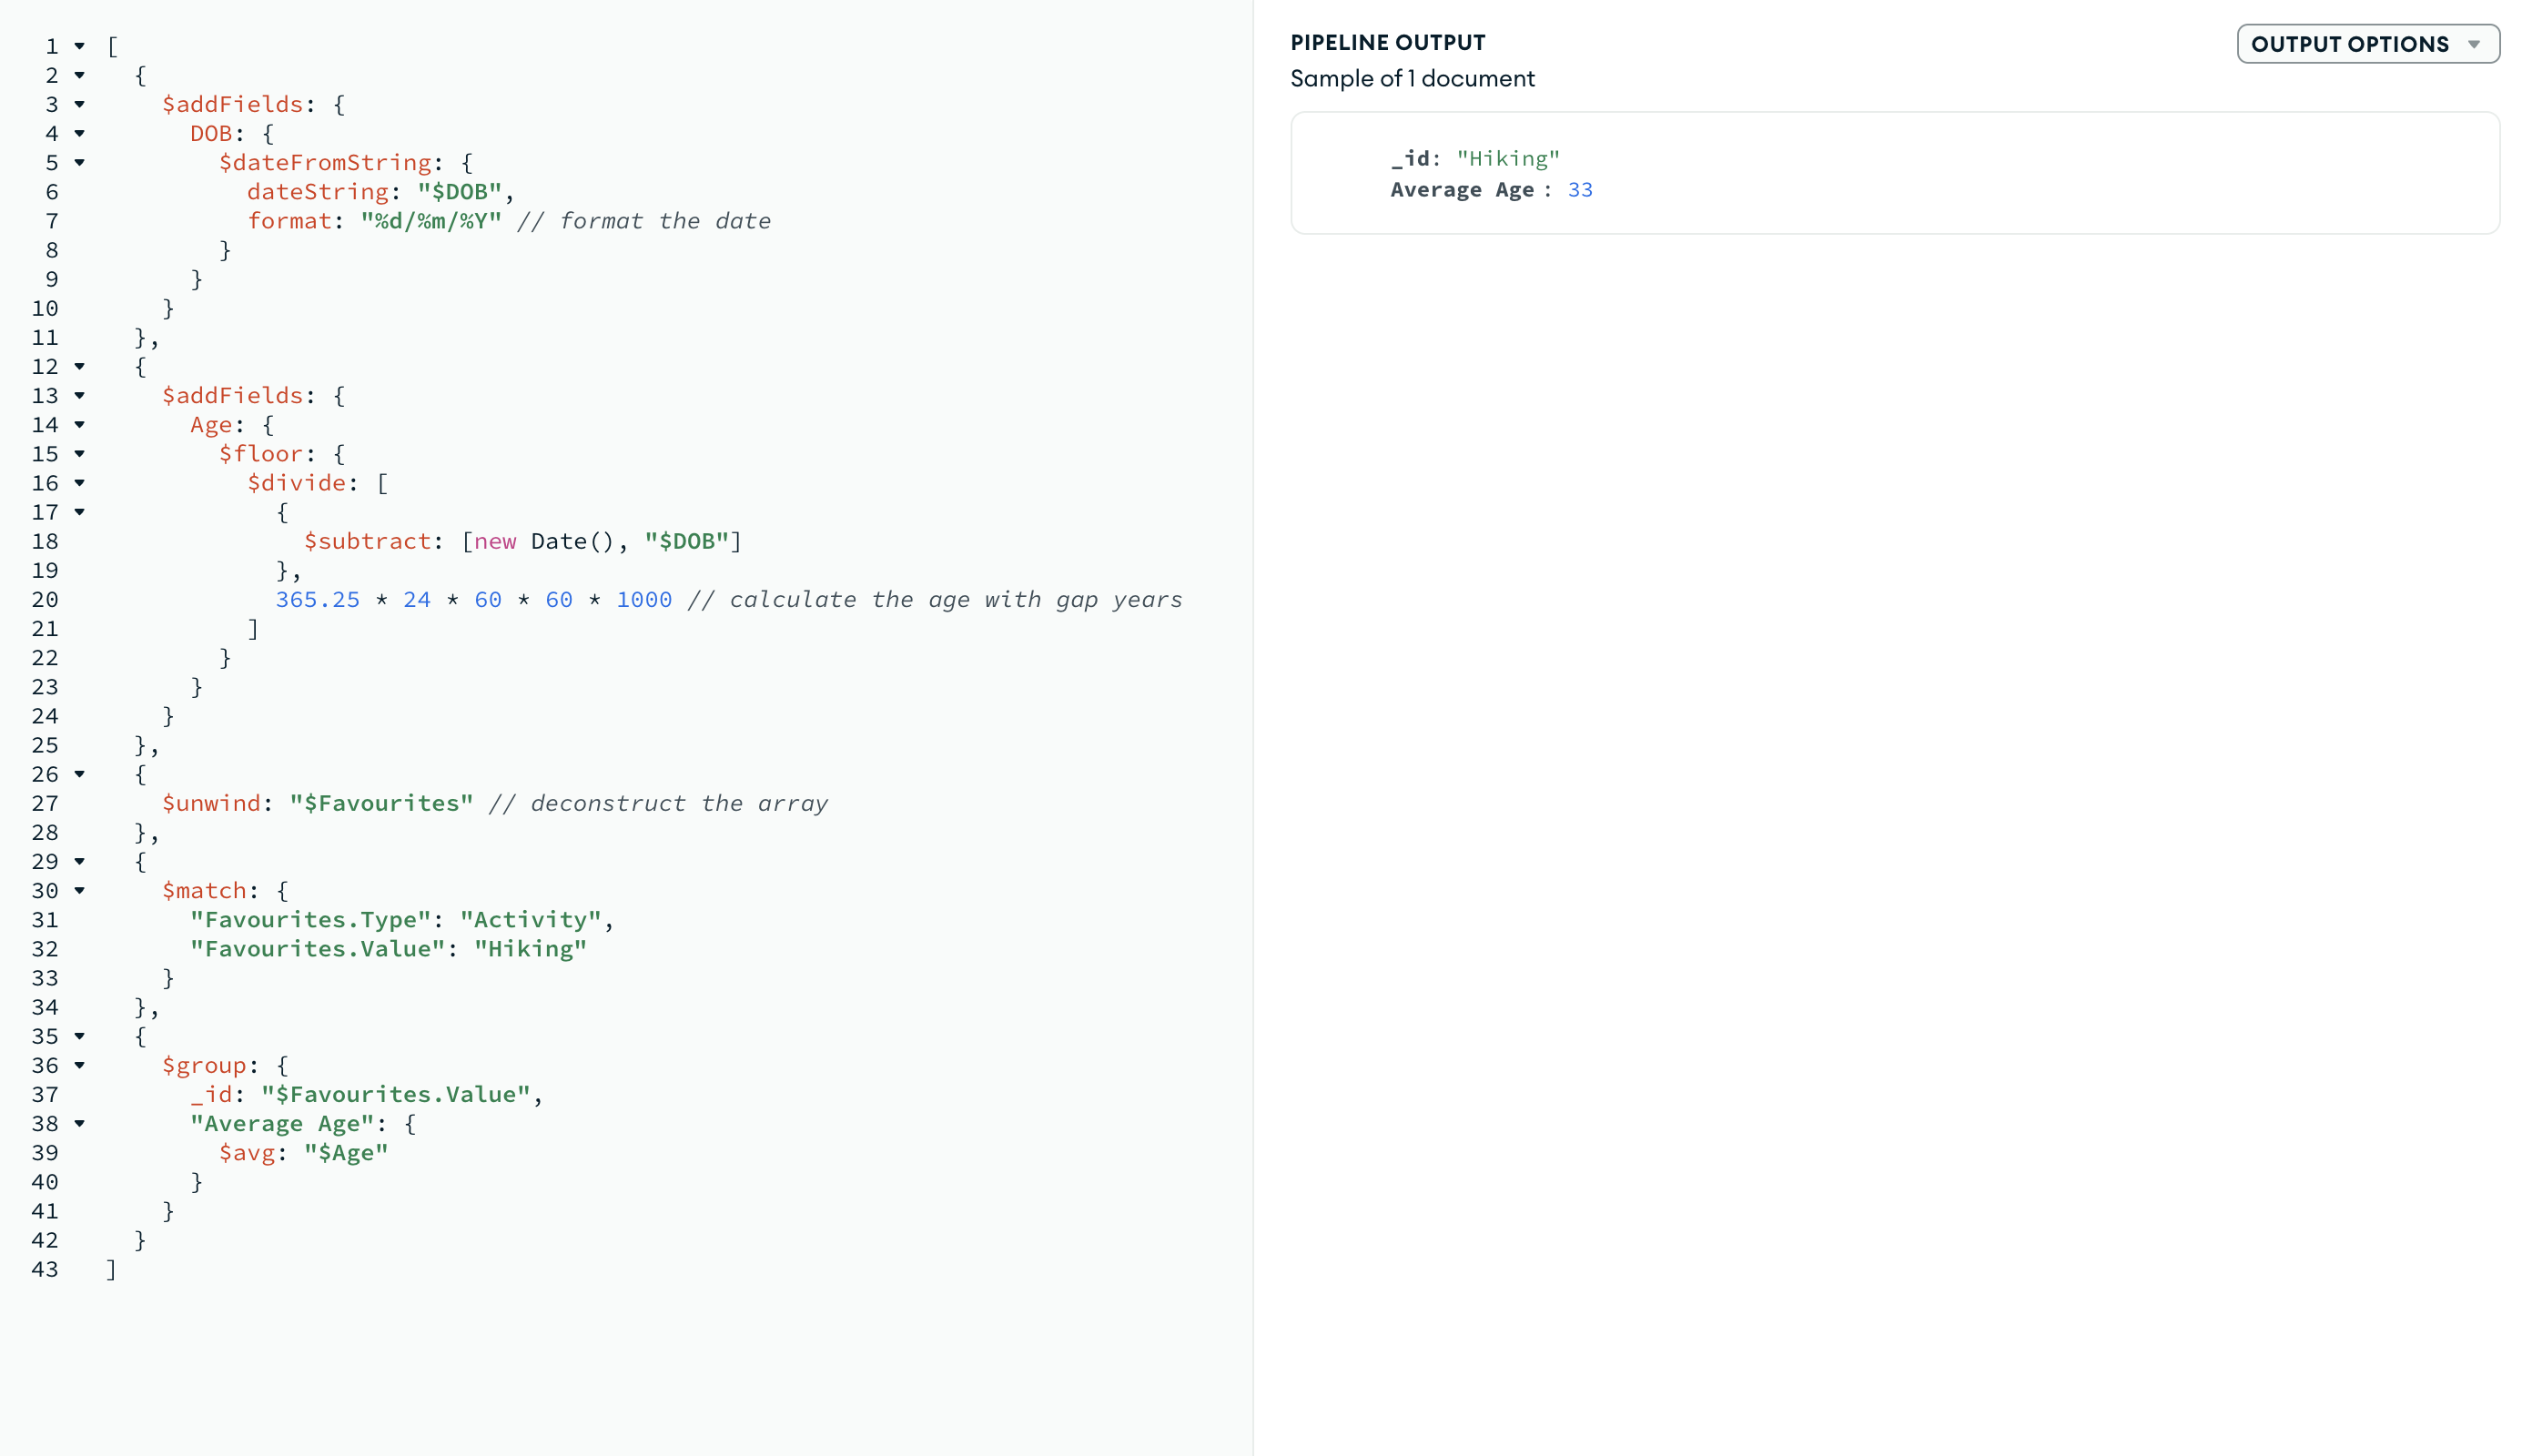 1 [
2   {
3     $addFields: {
4       DOB: {
5         $dateFromString: {
6           dateString: "$DOB",
7           format: "%d/%m/%Y" // format the date
8         }
9       }
10     }
11   },
12   {
13     $addFields: {
14       Age: {
15         $floor: {
16           $divide: [
17             {
18               $subtract: [new Date(), "$DOB"]
19             },
20             365.25 * 24 * 60 * 60 * 1000 // calculate the age with gap years
21           ]
22         }
23       }
24     }
25   },
26   {
27     $unwind: "$Favourites" // deconstruct the array
28   },
29   {
30     $match: {
31       "Favourites.Type": "Activity",
32       "Favourites.Value": "Hiking"
33     }
34   },
35   {
36     $group: {
37       _id: "$Favourites.Value",
38       "Average Age": {
39         $avg: "$Age"
40       }
41     }
42   }
43 ]
PIPELINE OUTPUT
OUTPUT OPTIONS
Sample of 1 document
_id: "Hiking"
Average Age : 33